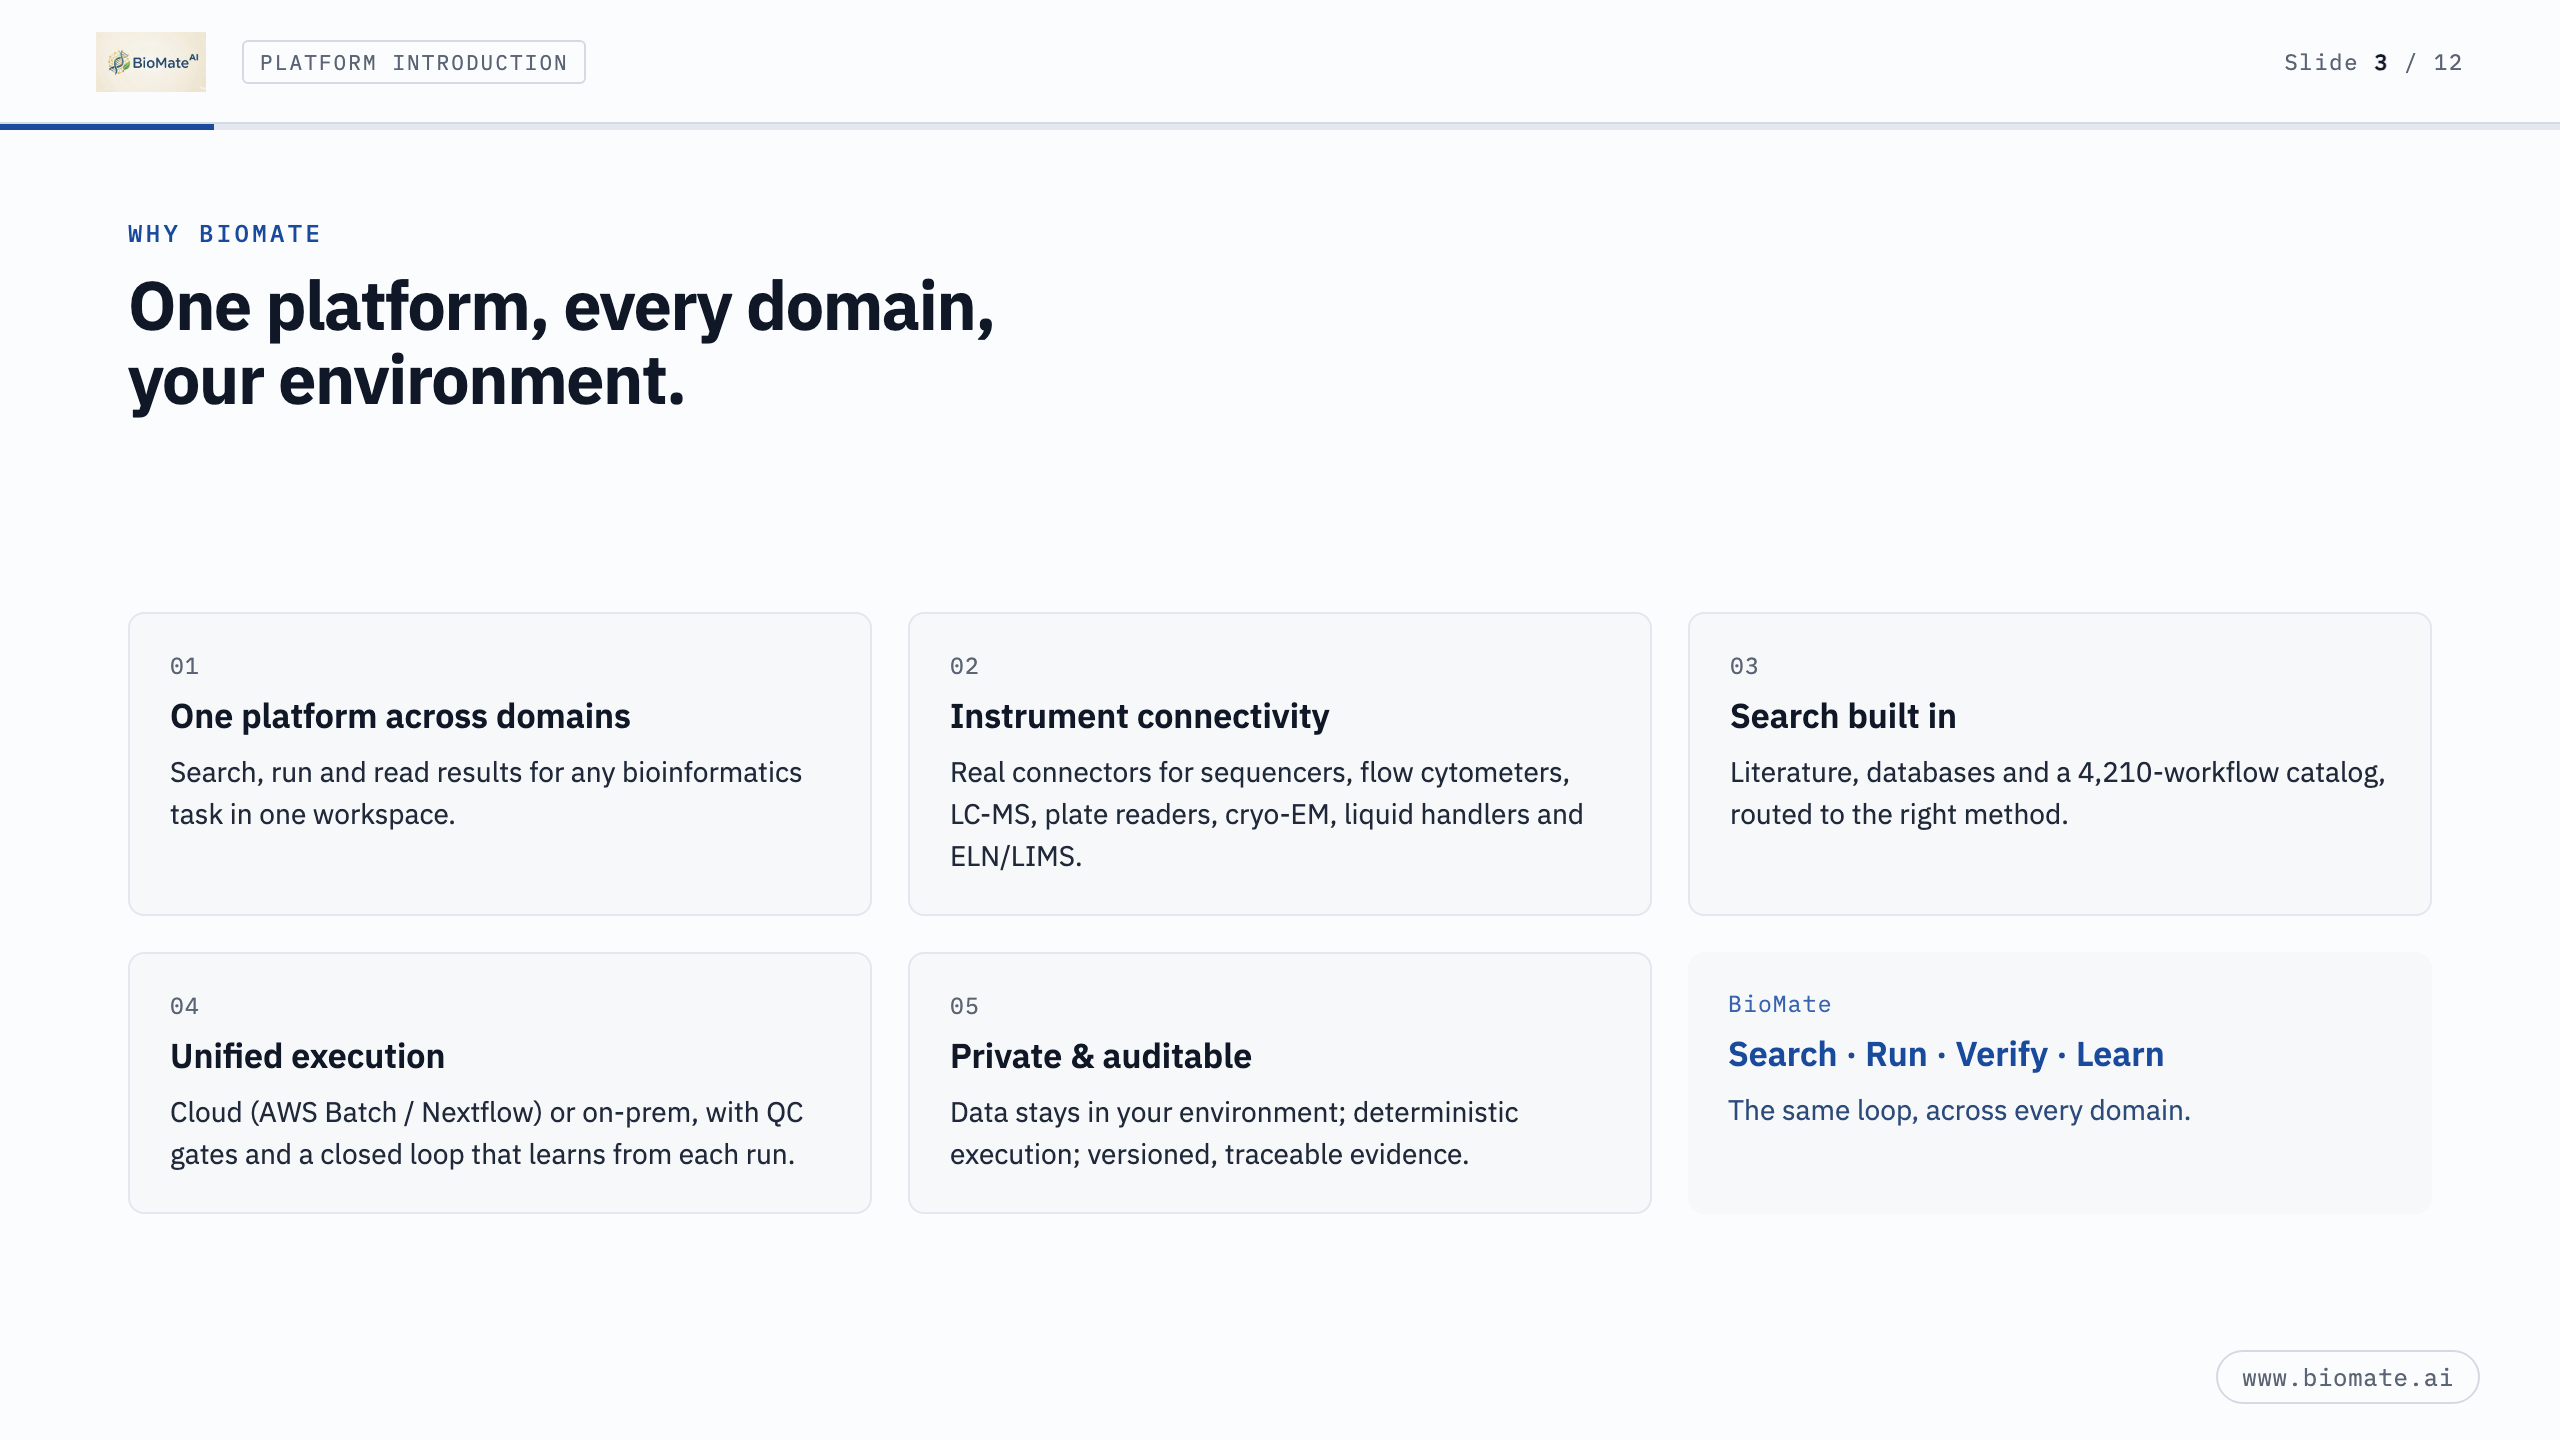 BioMateAI
PLATFORM INTRODUCTION
Slide 3 / 12
WHY BIOMATE
One platform, every domain,
your environment.
01
One platform across domains
Search, run and read results for any bioinformatics
task in one workspace.
02
Instrument connectivity
Real connectors for sequencers, flow cytometers,
LC-MS, plate readers, cryo-EM, liquid handlers and
ELN/LIMS.
03
Search built in
Literature, databases and a 4,210-workflow catalog,
routed to the right method.
04
Unified execution
Cloud (AWS Batch / Nextflow) or on-prem, with QC
gates and a closed loop that learns from each run.
05
Private & auditable
Data stays in your environment; deterministic
execution; versioned, traceable evidence.
BioMate
Search · Run · Verify · Learn
The same loop, across every domain.
www.biomate.ai